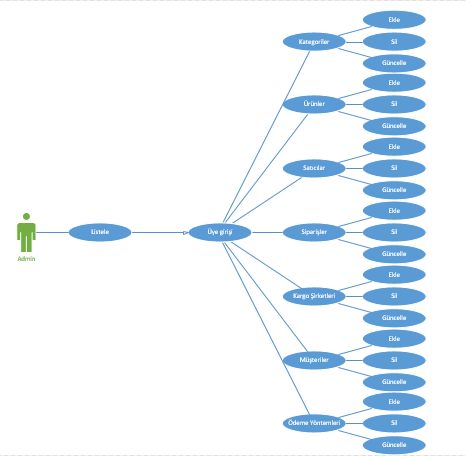 Admin
Listele
Üye girişi
Kategoriler
Ekle
Sil
Güncelle
Ürünler
Ekle
Sil
Güncelle
Satıcılar
Ekle
Sil
Güncelle
Siparişler
Ekle
Sil
Güncelle
Kargo Şirketleri
Ekle
Sil
Güncelle
Müşteriler
Ekle
Sil
Güncelle
Ödeme Yöntemleri
Ekle
Sil
Güncelle